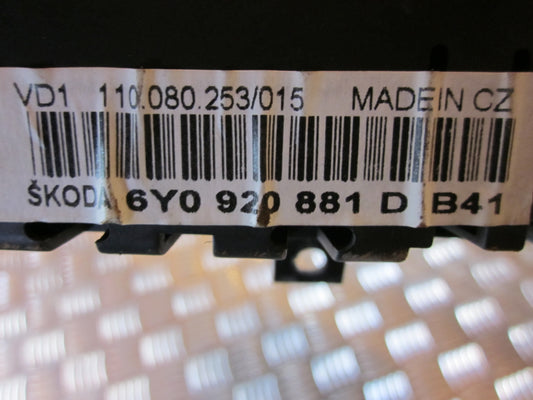 VD1 110.080.253/015 MADE IN CZ
ŠKODA 6Y0 920 881 D B41